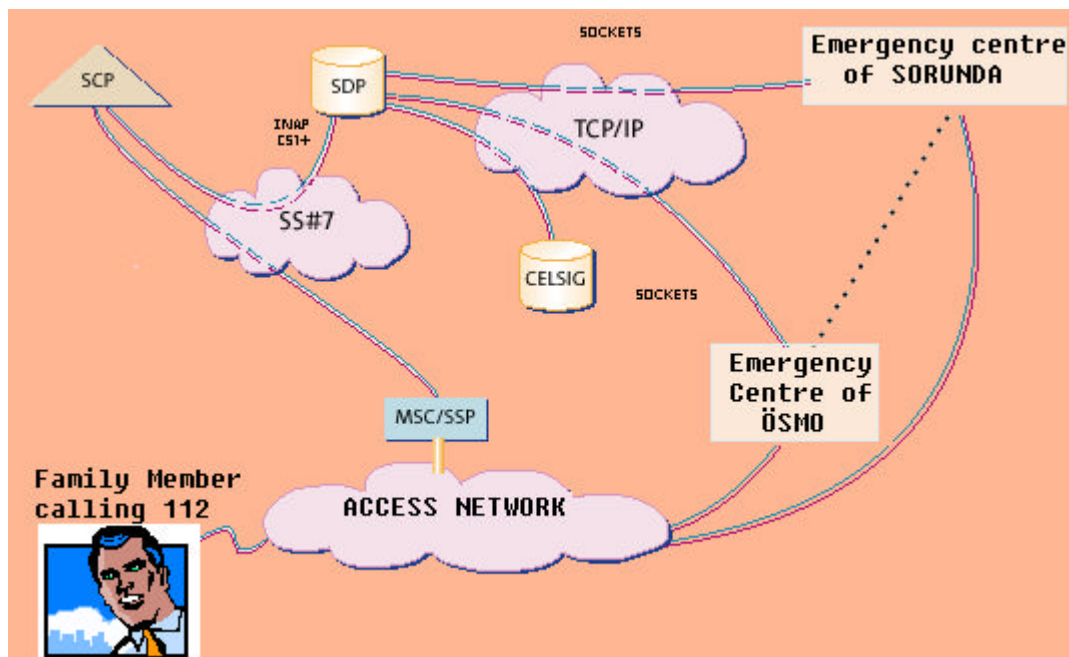 SOCKETS
Emergency centre
of SORUNDA
SCP
SDP
INAP
CS1+
TCP/IP
SS#7
CELSIG
SOCKETS
Emergency
Centre of
ÖSMO
MSC/SSP
Family Member
calling 112
ACCESS NETWORK